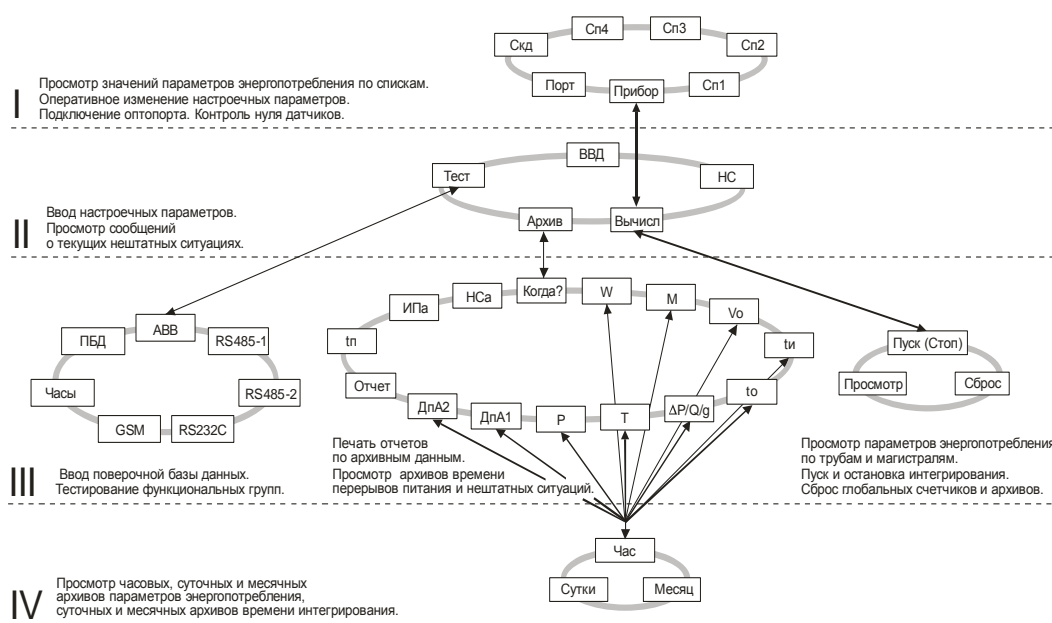 Сп4
Сп3
Скд
Сп2
Порт
Прибор
Сп1
I
Просмотр значений параметров энергопотребления по спискам.
Оперативное изменение настроечных параметров.
Подключение оптопорта. Контроль нуля датчиков.
ВВД
Тест
НС
Архив
Вычисл
II
Ввод настроечных параметров.
Просмотр сообщений
о текущих нештатных ситуациях.
АВВ
ПБД
RS485-1
Часы
RS485-2
GSM
RS232C
Когда?
W
НСа
М
ИПа
Vo
tп
tи
Отчет
to
ДпА2
ДпА1
Р
Т
ΔP/Q/g
Пуск (Стоп)
Просмотр
Сброс
III
Ввод поверочной базы данных.
Тестирование функциональных групп.
Печать отчетов
по архивным данным.
Просмотр архивов времени
перерывов питания и нештатных ситуаций.
Просмотр параметров энергопотребления
по трубам и магистралям.
Пуск и остановка интегрирования.
Сброс глобальных счетчиков и архивов.
Час
Сутки
Месяц
IV
Просмотр часовых, суточных и месячных
архивов параметров энергопотребления,
суточных и месячных архивов времени интегрирования.